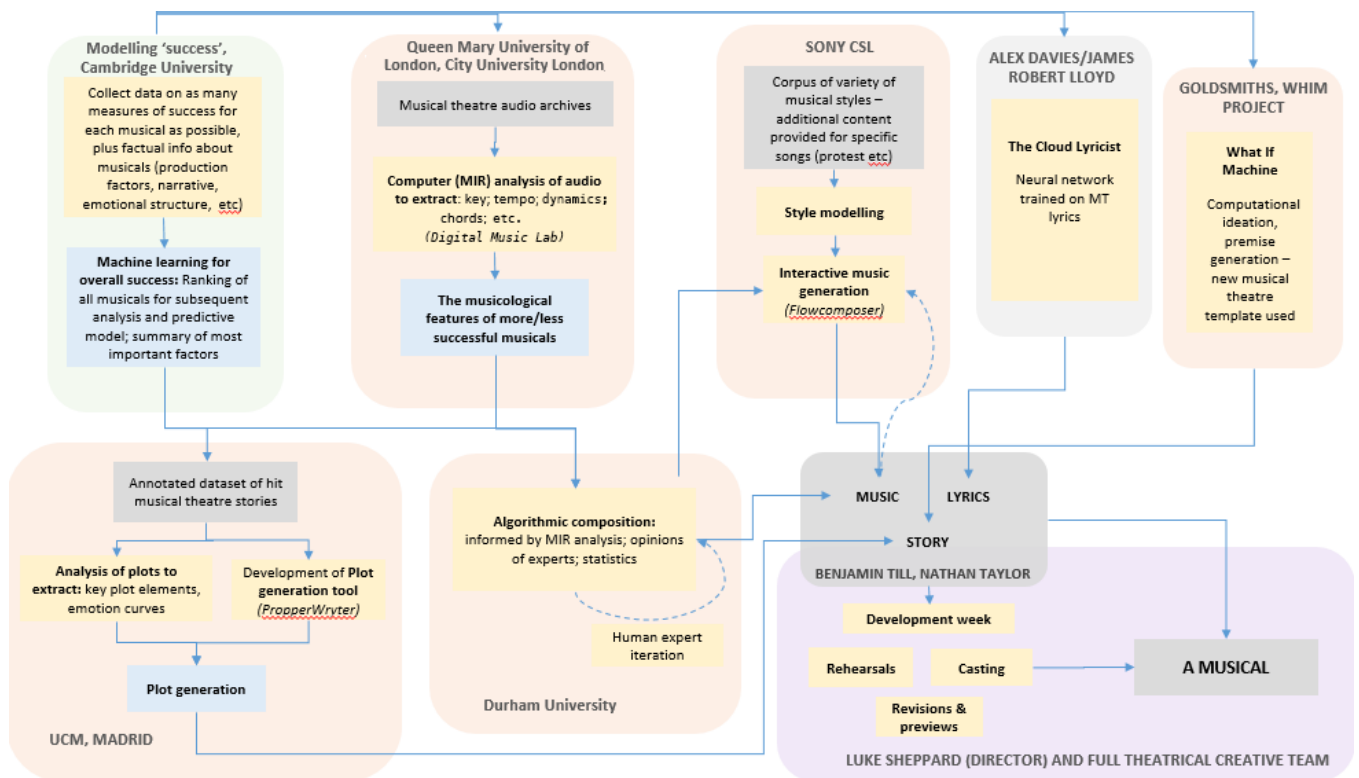 Modelling ‘success’,
Cambridge University
Collect data on as many
measures of success for
each musical as possible,
plus factual info about
musicals (production
factors, narrative,
emotional structure, etc)
Machine learning for
overall success: Ranking of
all musicals for subsequent
analysis and predictive
model; summary of most
important factors
Queen Mary University of
London, City University London
Musical theatre audio archives
Computer (MIR) analysis of audio
to extract: key; tempo; dynamics;
chords; etc.
(Digital Music Lab)
The musicological
features of more/less
successful musicals
SONY CSL
Corpus of variety of
musical styles –
additional content
provided for specific
songs (protest etc)
Style modelling
Interactive music
generation
(Flowcomposer)
ALEX DAVIES/JAMES
ROBERT LLOYD
The Cloud Lyricist
Neural network
trained on MT
lyrics
GOLDSMITHS, WHIM
PROJECT
What If
Machine
Computational
ideation,
premise
generation –
new musical
theatre
template used
Annotated dataset of hit
musical theatre stories
Analysis of plots to
extract: key plot elements,
emotion curves
Development of Plot
generation tool
(PropperWryter)
Plot generation
UCM, MADRID
Algorithmic composition:
informed by MIR analysis; opinions
of experts; statistics
Human expert
iteration
Durham University
MUSIC
LYRICS
STORY
BENJAMIN TILL, NATHAN TAYLOR
Development week
Rehearsals
Casting
Revisions &
previews
A MUSICAL
LUKE SHEPPARD (DIRECTOR) AND FULL THEATRICAL CREATIVE TEAM